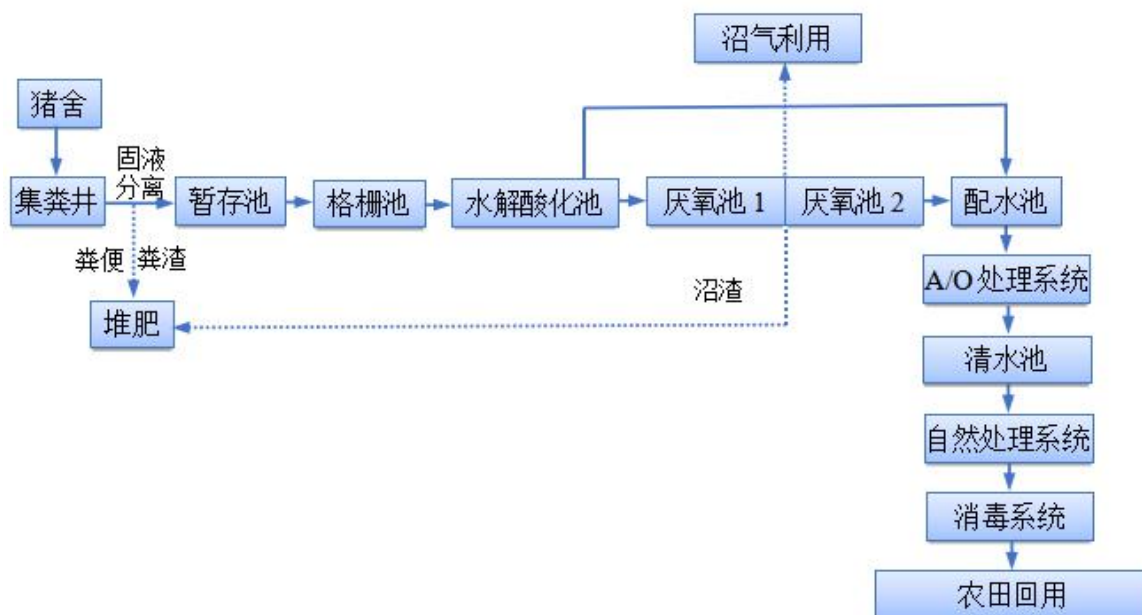 沼气利用
猪舍
固液
分离
集粪井
暂存池
格栅池
水解酸化池
厌氧池 1
厌氧池 2
配水池
粪便
粪渣
沼渣
A/O 处理系统
堆肥
清水池
自然处理系统
消毒系统
农田回用